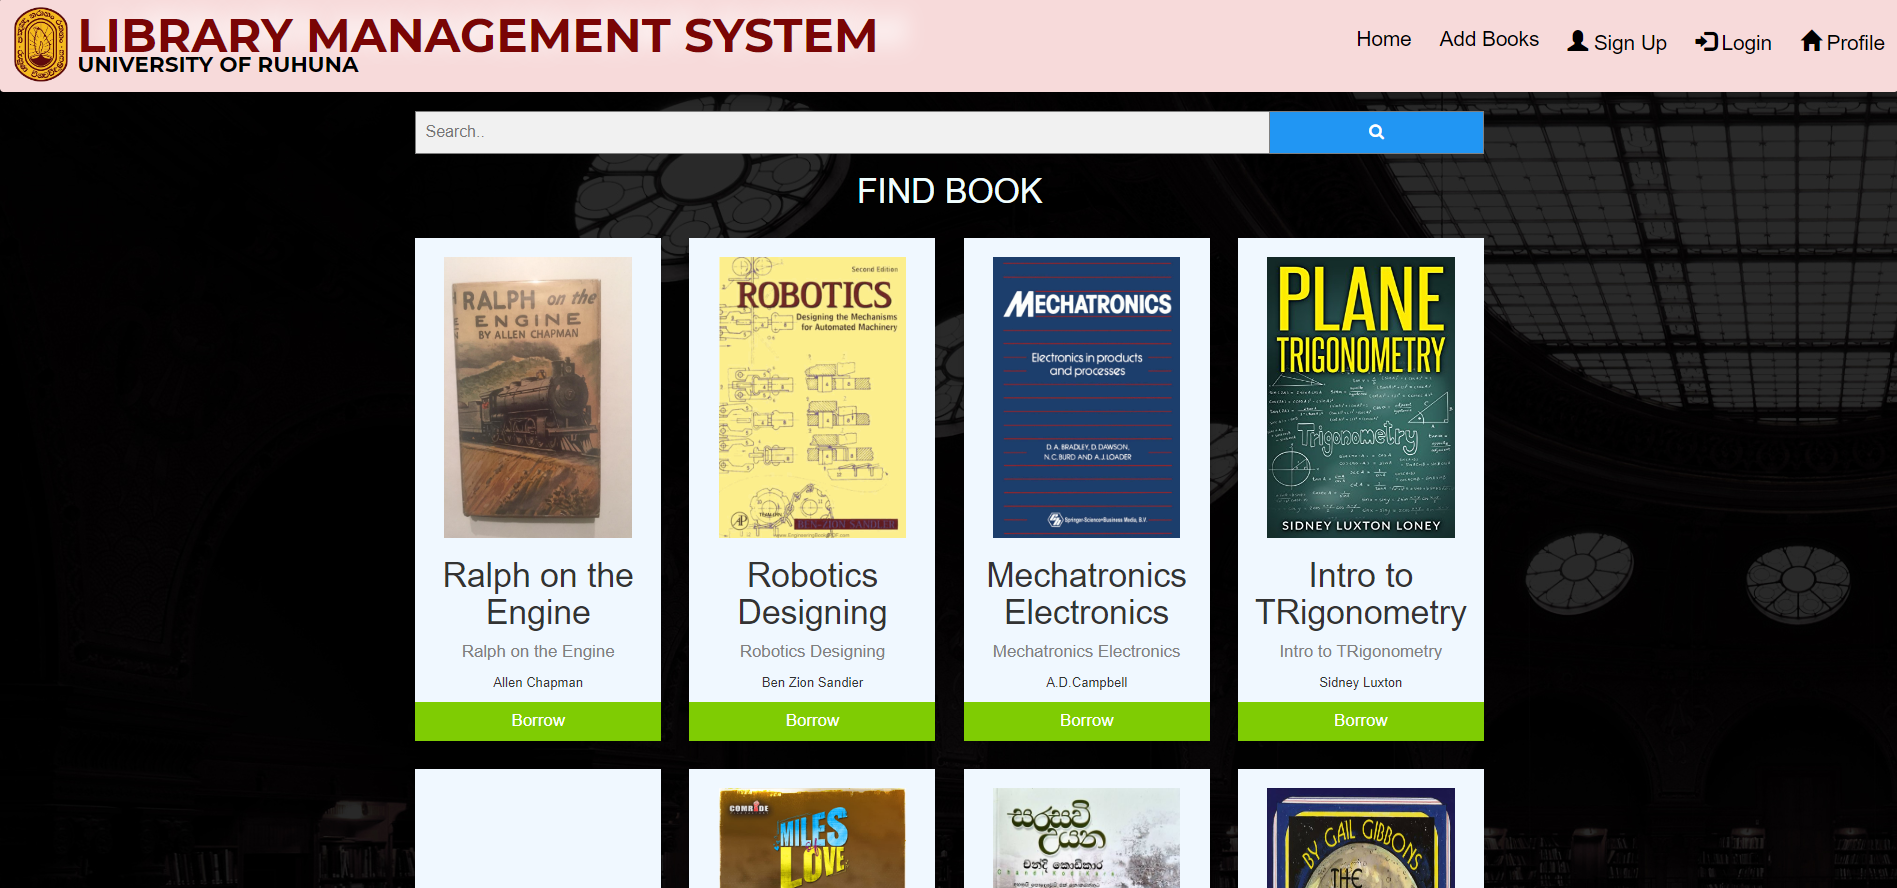 LIBRARY MANAGEMENT SYSTEM
UNIVERSITY OF RUHUNA
Home Add Books Sign Up Login Profile
Search..
FIND BOOK
RALPH on the
ENGINE
BY ALLEN CHAPMAN
Second Edition
ROBOTICS
Designing the Mechanisms
for Automated Machinery
BEN-ZION SANDLER
MECHATRONICS
Electronics in products
and processes
D.A. BRADLEY, D. DAWSON,
N.C. BURD AND A.J. LOADER
Springer-Science+Business Media, B.V.
PLANE
TRIGONOMETRY
Trigonometry
SIDNEY LUXTON LONEY
Ralph on the
Engine
Ralph on the Engine
Allen Chapman
Borrow
Robotics
Designing
Robotics Designing
Ben Zion Sandier
Borrow
Mechatronics
Electronics
Mechatronics Electronics
A.D.Campbell
Borrow
Intro to
TRigonometry
Intro to TRigonometry
Sidney Luxton
Borrow
COMRADE
MILES
of
LOVE
සරසවි
උයන
චන්දි කොඩිකාර
BY GAIL GIBBONS
THE